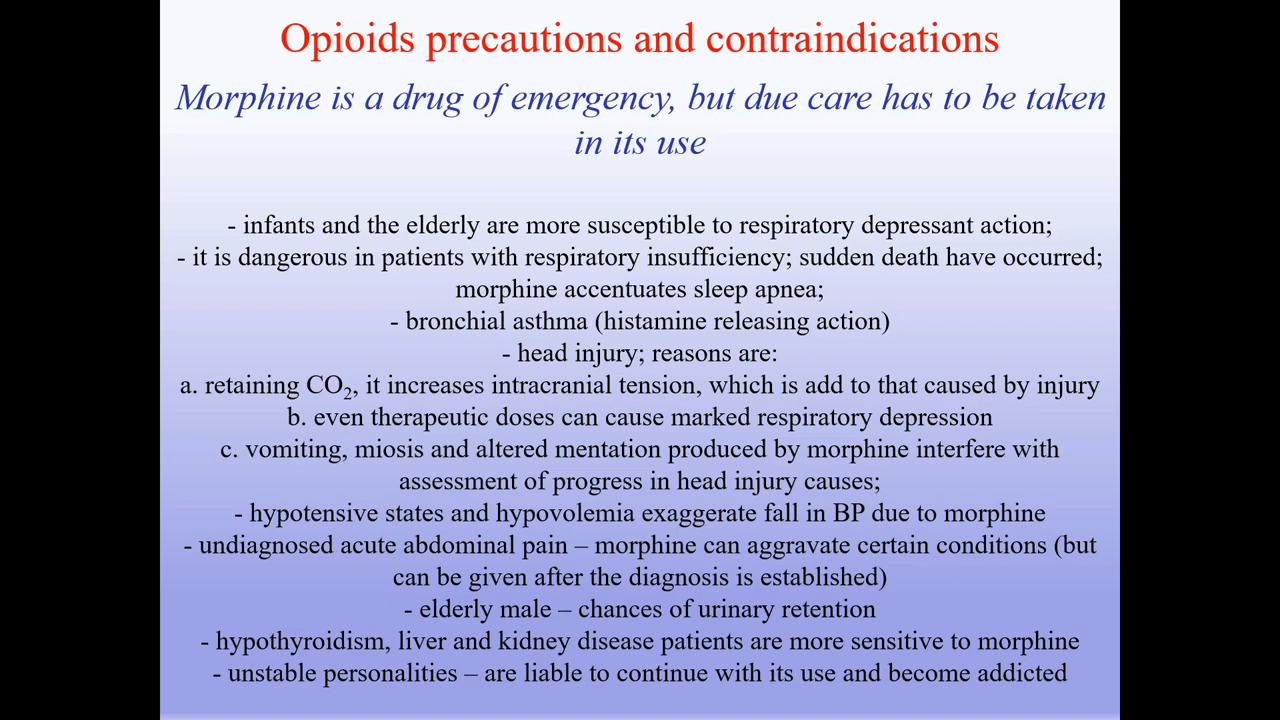 Opioids precautions and contraindications
Morphine is a drug of emergency, but due care has to be taken
in its use
- infants and the elderly are more susceptible to respiratory depressant action;
- it is dangerous in patients with respiratory insufficiency; sudden death have occurred;
morphine accentuates sleep apnea;
- bronchial asthma (histamine releasing action)
- head injury; reasons are:
a. retaining CO₂, it increases intracranial tension, which is add to that caused by injury
b. even therapeutic doses can cause marked respiratory depression
c. vomiting, miosis and altered mentation produced by morphine interfere with
assessment of progress in head injury causes;
- hypotensive states and hypovolemia exaggerate fall in BP due to morphine
- undiagnosed acute abdominal pain – morphine can aggravate certain conditions (but
can be given after the diagnosis is established)
- elderly male – chances of urinary retention
- hypothyroidism, liver and kidney disease patients are more sensitive to morphine
- unstable personalities – are liable to continue with its use and become addicted